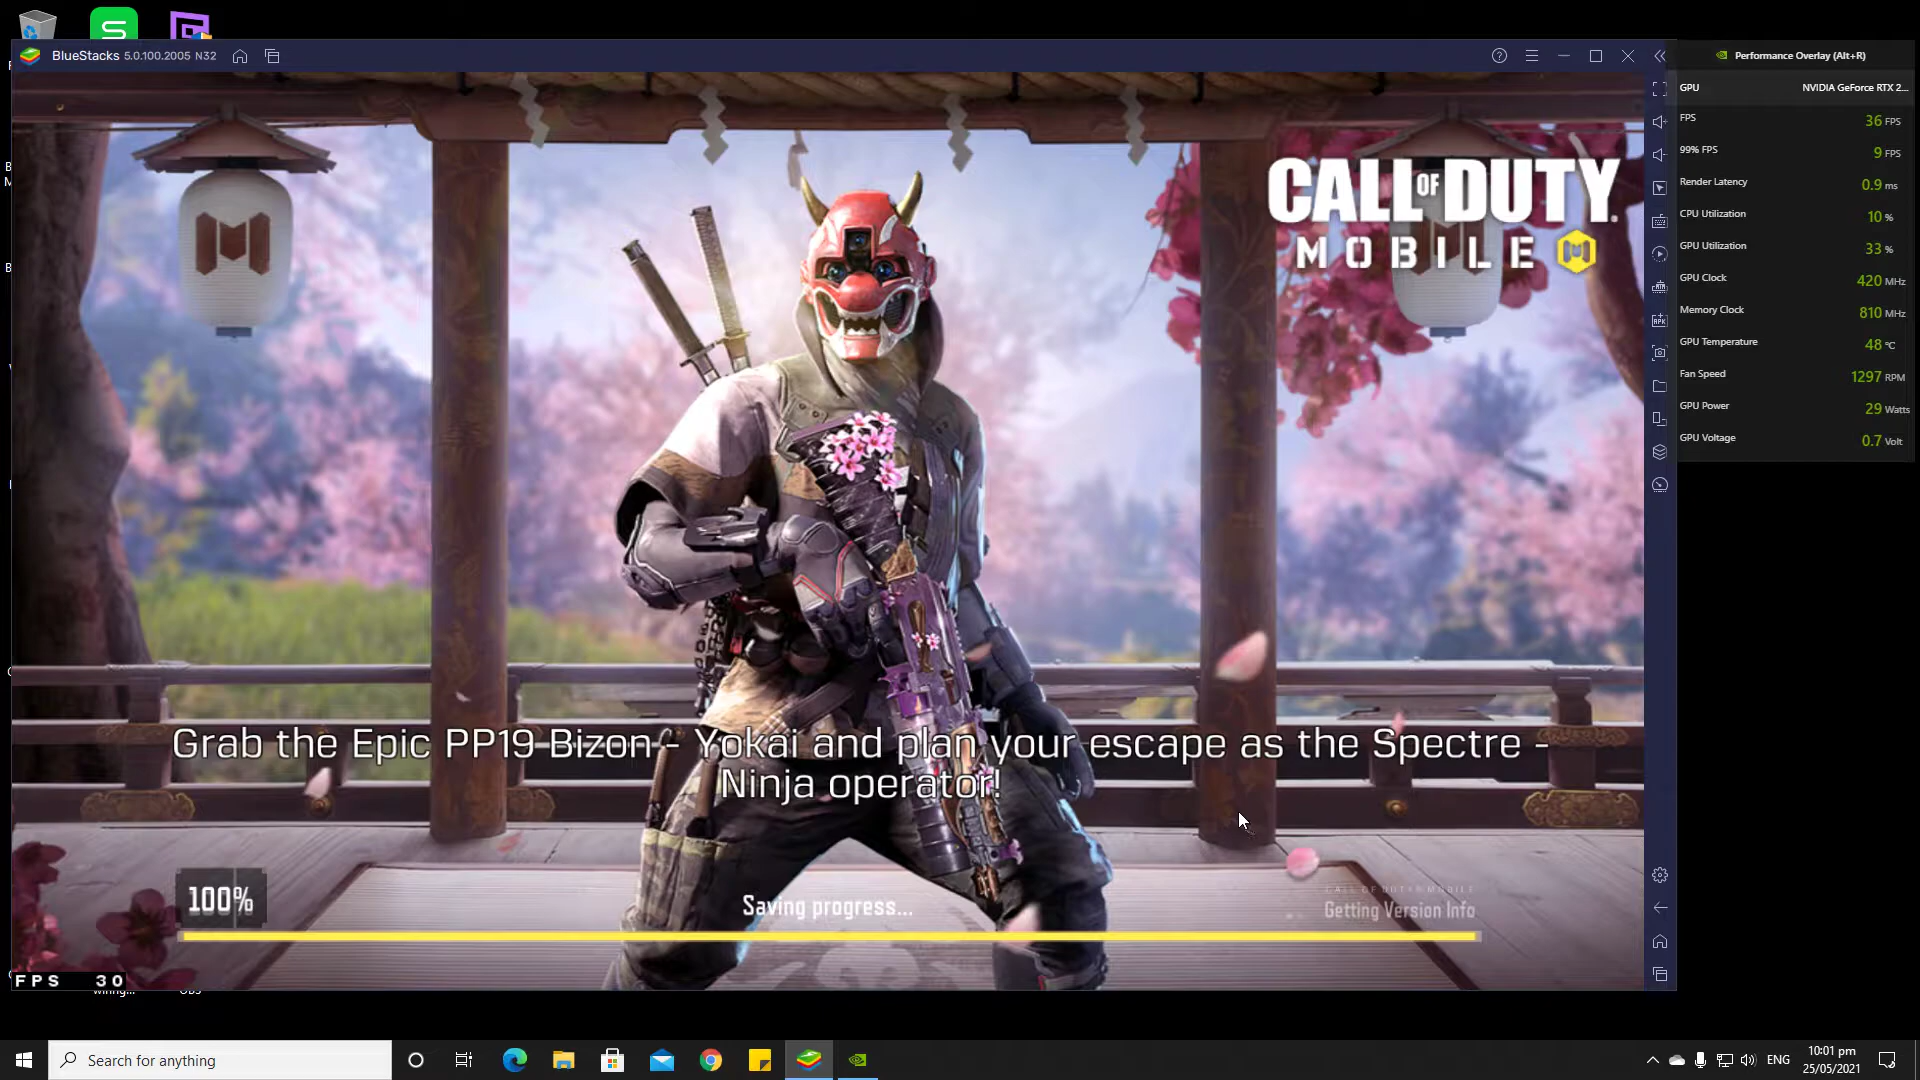 BlueStacks 5.0.100.2005 N32
Performance Overlay (Alt+R)
GPU NVIDIA GeForce RTX 2...
FPS 36 FPS
99% FPS 9 FPS
Render Latency 0.9 ms
CPU Utilization 10 %
GPU Utilization 33 %
GPU Clock 420 MHz
Memory Clock 810 MHz
GPU Temperature 48 °C
Fan Speed 1297 RPM
GPU Power 29 Watts
GPU Voltage 0.7 Volt
CALL OF DUTY.
MOBILE
Grab the Epic PP19 Bizon - Yokai and plan your escape as the Spectre -
Ninja operator!
100%
Saving progress...
CALL OF DUTY® MOBILE
Getting Version Info
FPS 30
Search for anything
ENG
10:01 pm
25/05/2021